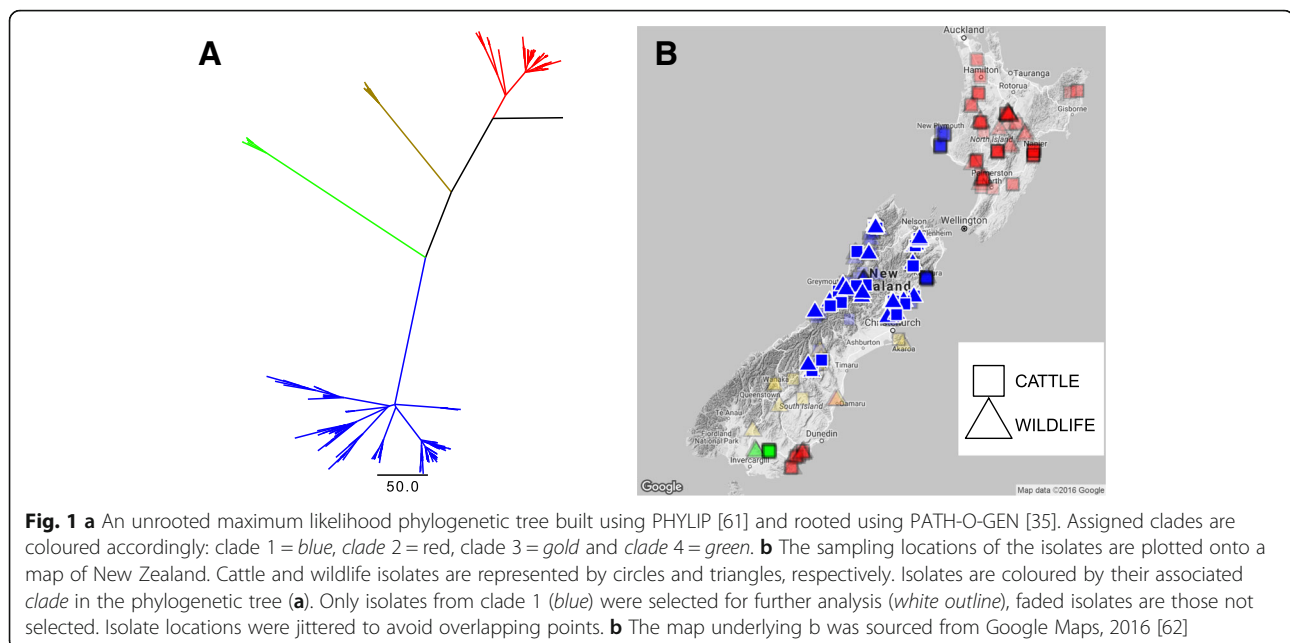 A
50.0
B
Auckland
Hamilton
Tauranga
Rotorua
Gisborne
New Plymouth
North Island
Napier
Palmerston
North
Nelson
Wellington
Blenheim
Greymouth
New
Zealand
Christchurch
Ashburton
Akaroa
Timaru
Wanaka
Queenstown
South Island
Oamaru
Te Anau
Fiordland
National Park
Dunedin
Invercargill
CATTLE
WILDLIFE
Google
Map data ©2016 Google
Fig. 1 a An unrooted maximum likelihood phylogenetic tree built using PHYLIP [61] and rooted using PATH-O-GEN [35]. Assigned clades are
coloured accordingly: clade 1 = blue, clade 2 = red, clade 3 = gold and clade 4 = green. b The sampling locations of the isolates are plotted onto a
map of New Zealand. Cattle and wildlife isolates are represented by circles and triangles, respectively. Isolates are coloured by their associated
clade in the phylogenetic tree (a). Only isolates from clade 1 (blue) were selected for further analysis (white outline), faded isolates are those not
selected. Isolate locations were jittered to avoid overlapping points. b The map underlying b was sourced from Google Maps, 2016 [62]